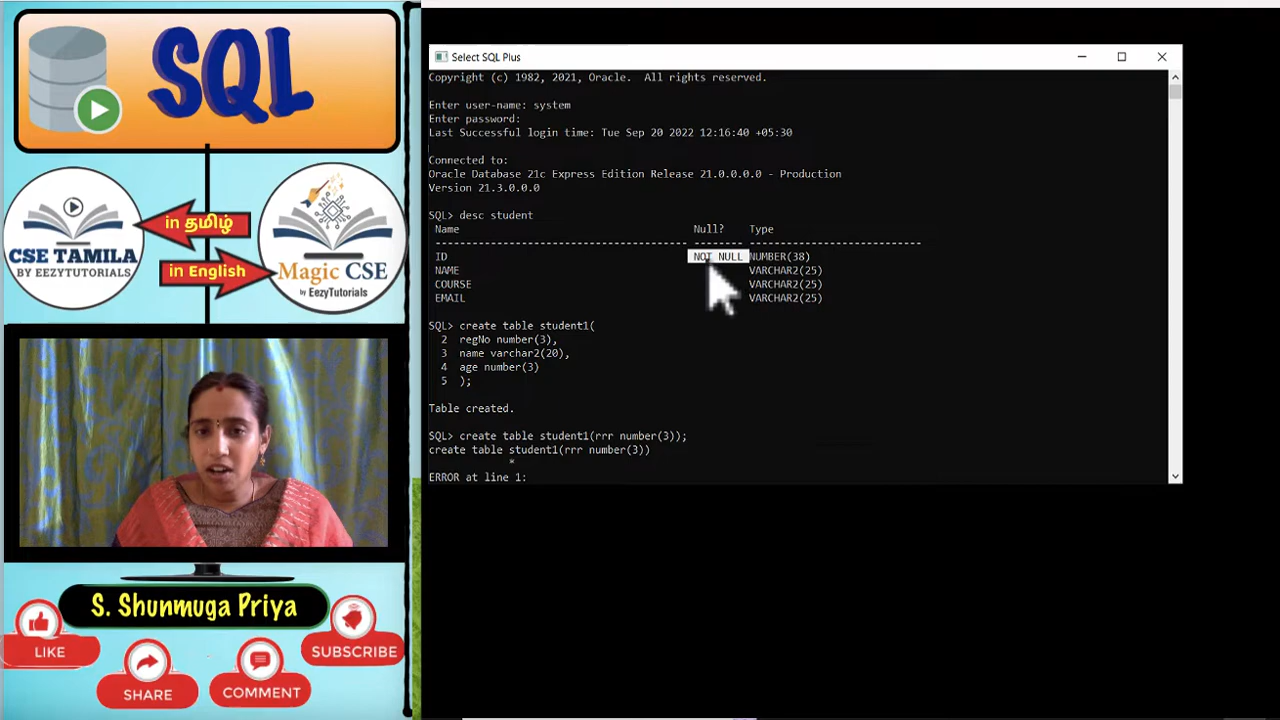 SQL
in தமிழ்
CSE TAMILA
BY EEZYTUTORIALS
in English
Magic CSE
by EezyTutorials
S. Shunmuga Priya
LIKE
SHARE
COMMENT
SUBSCRIBE
Select SQL Plus
Copyright (c) 1982, 2021, Oracle.  All rights reserved.
Enter user-name: system
Enter password:
Last Successful login time: Tue Sep 20 2022 12:16:40 +05:30
Connected to:
Oracle Database 21c Express Edition Release 21.0.0.0.0 - Production
Version 21.3.0.0.0
SQL> desc student
Name Null? Type
----------------------------------------- -------- ----------------------------
ID NOT NULL NUMBER(38)
NAME VARCHAR2(25)
COURSE VARCHAR2(25)
EMAIL VARCHAR2(25)
SQL> create table student1(
2 regNo number(3),
3 name varchar2(20),
4 age number(3)
5 );
Table created.
SQL> create table student1(rrr number(3));
create table student1(rrr number(3))
*
ERROR at line 1: